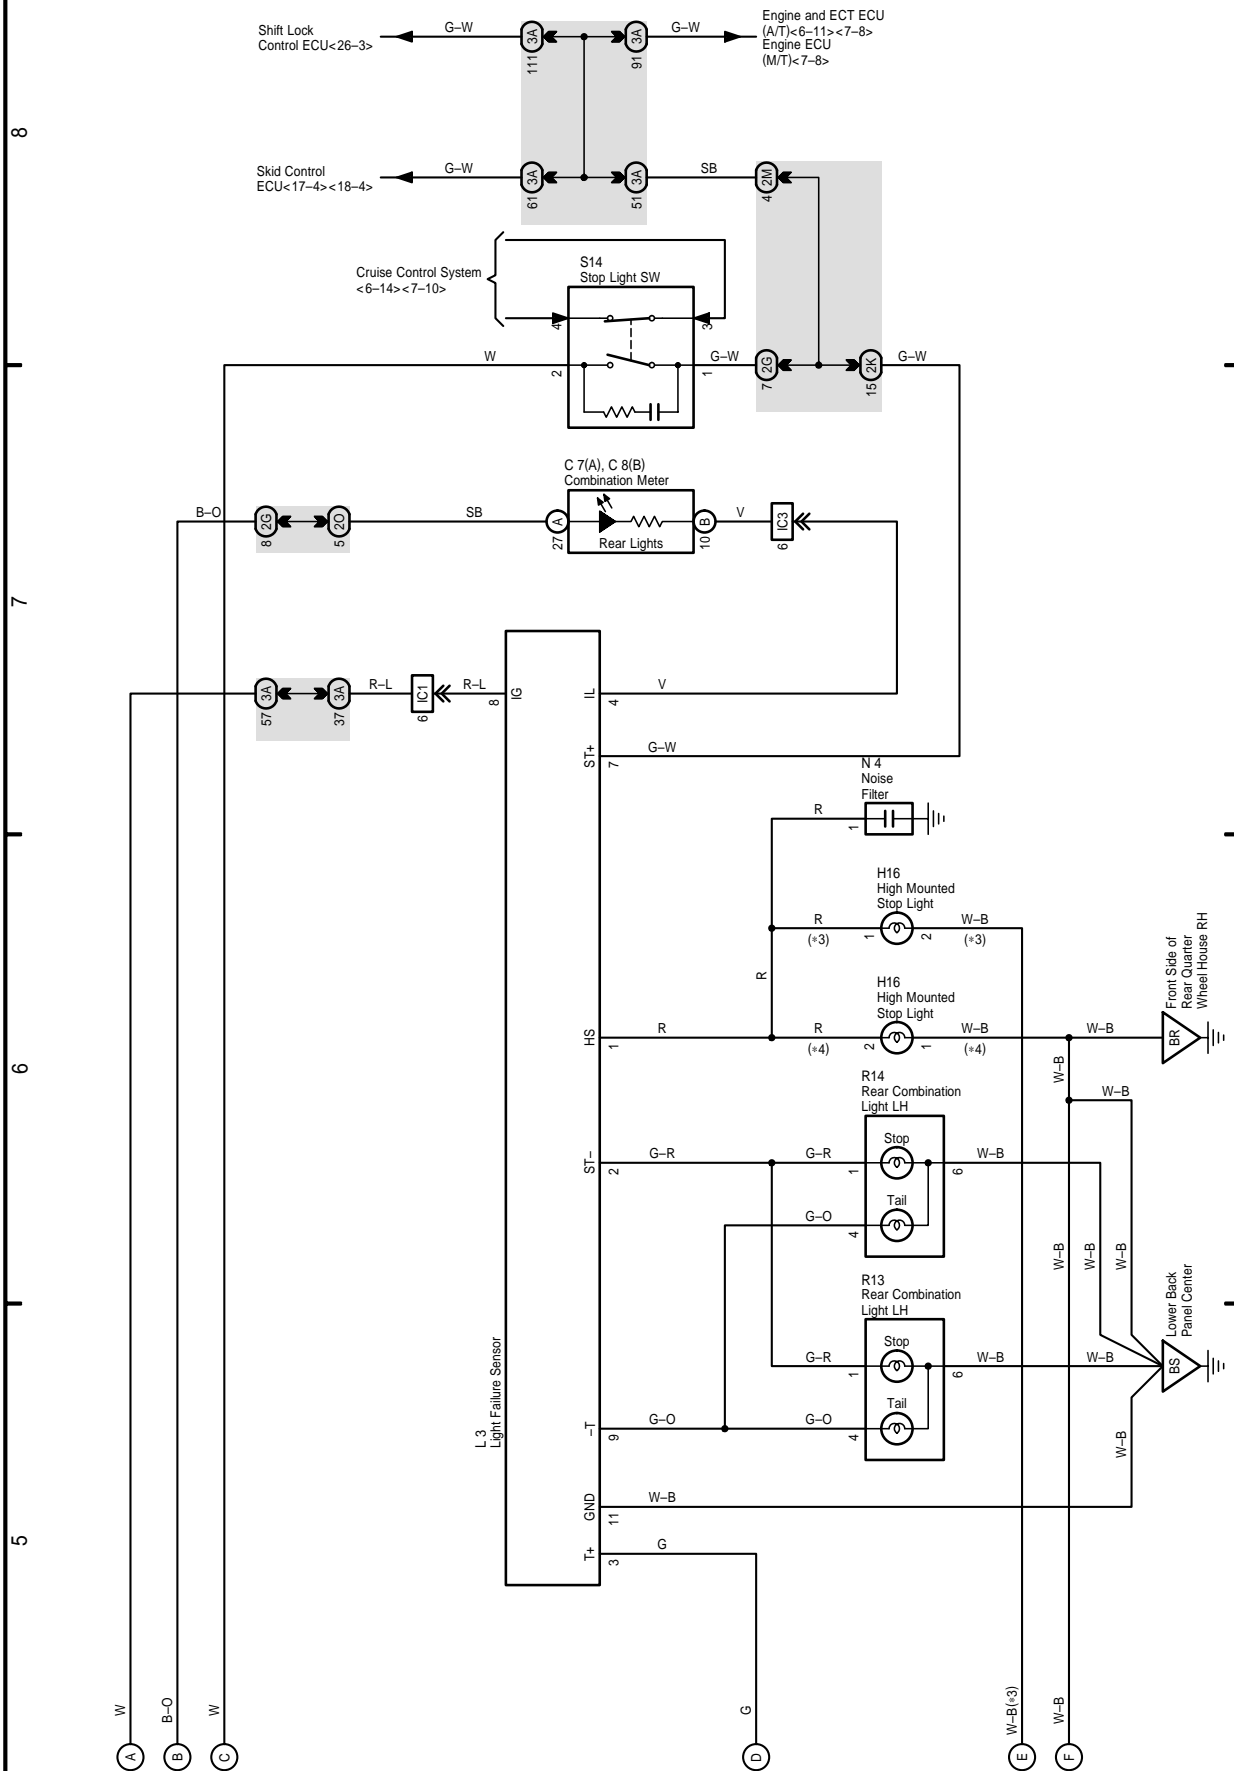 Shift Lock
Control ECU<26–3>
G–W
111
3A
3A
91
G–W
Engine and ECT ECU
(A/T)<6–11><7–8>
Engine ECU
(M/T)<7–8>
8
Skid Control
ECU<17–4><18–4>
G–W
61
3A
3A
51
SB
4
2M
Cruise Control System
<6–14><7–10>
S14
Stop Light SW
4
3
W
2
1
G–W
7
2G
15
2K
G–W
C 7(A), C 8(B)
Combination Meter
B–O
8
2G
5
2O
SB
27
A
Rear Lights
B
10
V
6
IC3
7
57
3A
37
3A
R–L
6
IC1
R–L
8
IG
IL
4
V
ST+
7
G–W
N 4
Noise
Filter
R
1
H16
High Mounted
Stop Light
R
(*3)
1
2
W–B
(*3)
R
H16
High Mounted
Stop Light
HS
1
R
R
(*4)
2
1
W–B
(*4)
W–B
BR
Front Side of
Rear Quarter
Wheel House RH
6
W–B
W–B
R14
Rear Combination
Light LH
Stop
ST–
2
G–R
G–R
1
6
W–B
Tail
G–O
4
W–B
W–B
W–B
R13
Rear Combination
Light LH
Stop
G–R
1
6
W–B
W–B
BS
Lower Back
Panel Center
Tail
L 3
Light Failure Sensor
–T
9
G–O
G–O
4
W–B
GND
11
W–B
5
T+
3
G
W
B–O
W
G
W–B(*3)
W–B
A
B
C
D
E
F